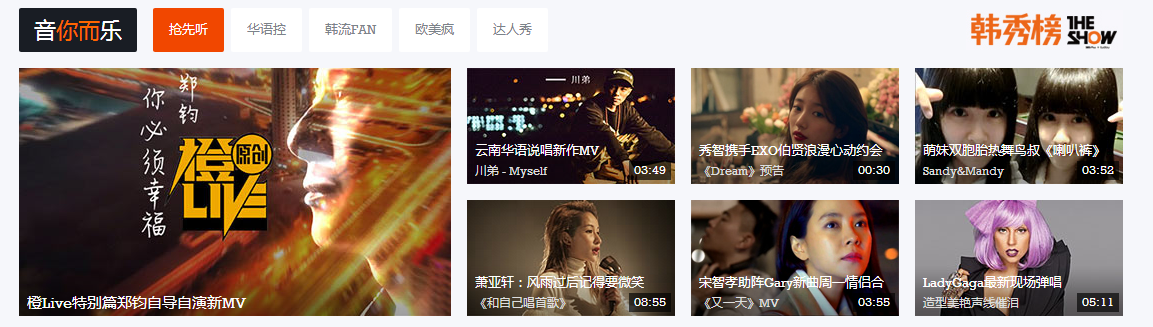 音你而乐
抢先听
华语控
韩流FAN
欧美疯
达人秀
韩秀榜 THE SHOW
郑钧
你必须幸福
橙 原创
LIVE
橙Live特别篇郑钧自导自演新MV
川弟
云南华语说唱新作MV
川弟 - Myself
03:49
秀智携手EXO伯贤浪漫心动约会
《Dream》预告
00:30
萌妹双胞胎热舞鸟叔《喇叭裤》
Sandy&Mandy
03:52
萧亚轩：风雨过后记得要微笑
《和自己唱首歌》
08:55
宋智孝助阵Gary新曲周一情侣合
《又一天》MV
03:55
LadyGaga最新现场弹唱
造型美艳声线催泪
05:11